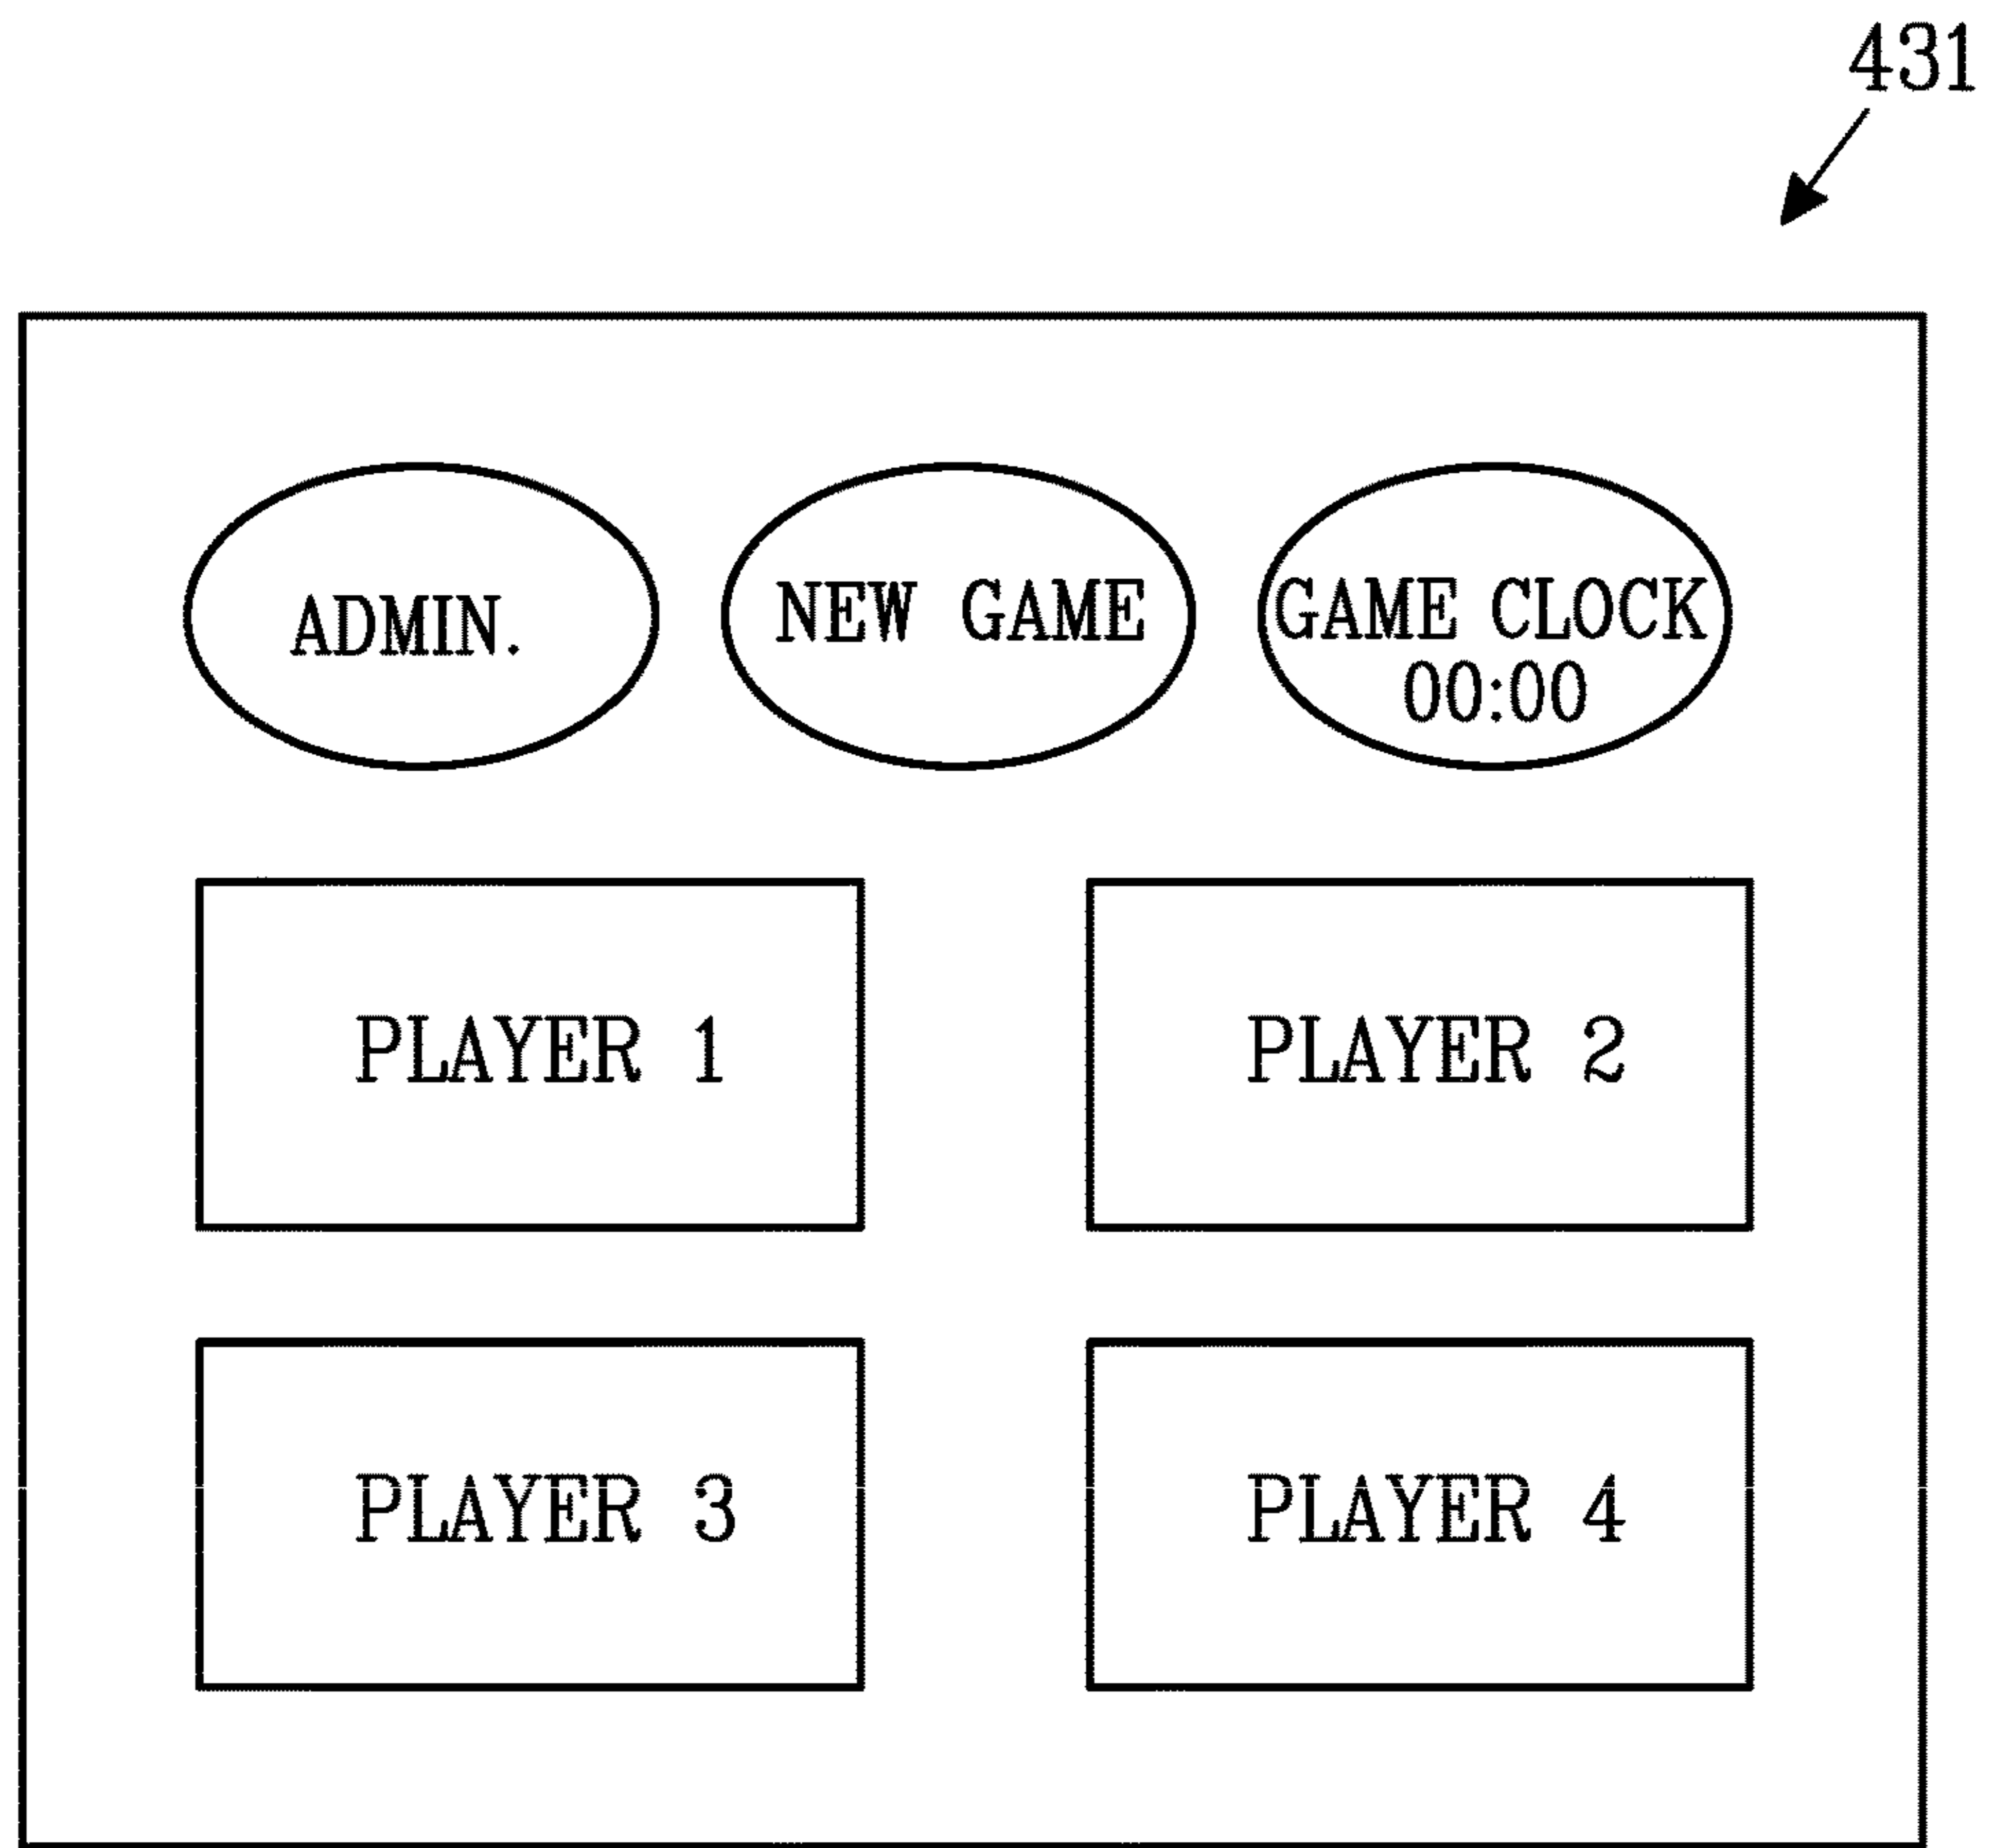 431
ADMIN.
NEW GAME
GAME CLOCK
00:00
PLAYER 1
PLAYER 2
PLAYER 3
PLAYER 4